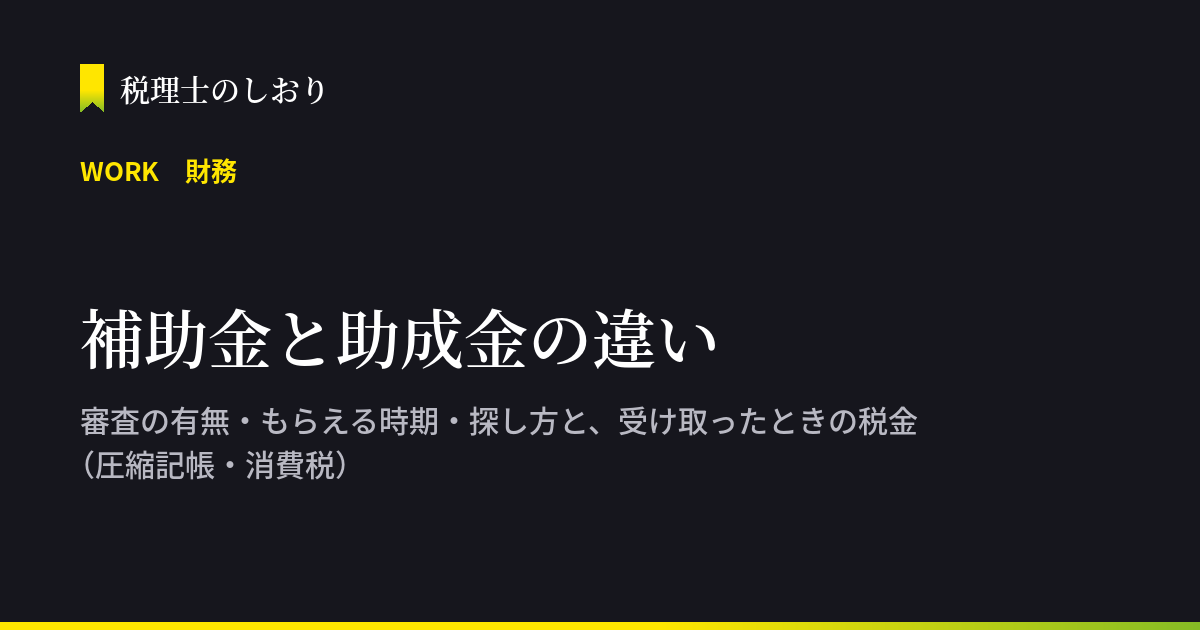 税理士のしおり
WORK　財務
補助金と助成金の違い
審査の有無・もらえる時期・探し方と、受け取ったときの税金
（圧縮記帳・消費税）